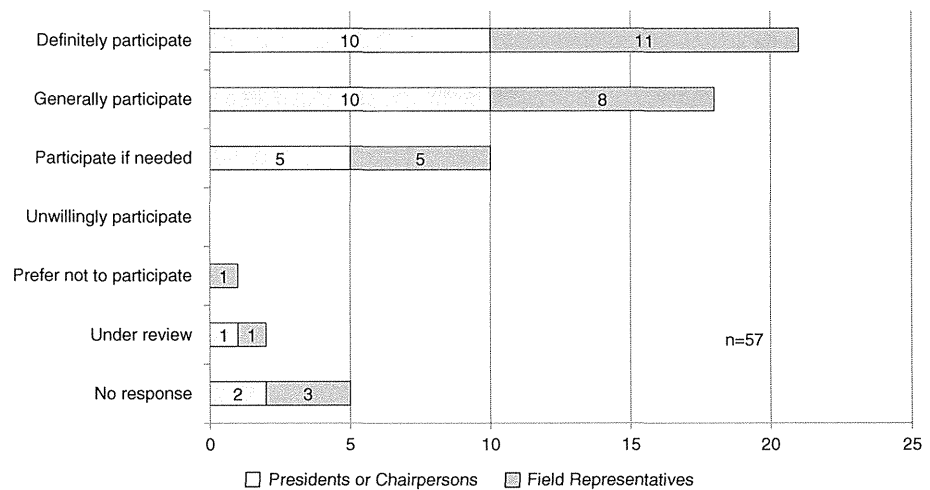 Definitely participate 10 11
Generally participate 10 8
Participate if needed 5 5
Unwillingly participate
Prefer not to participate 1
Under review 1 1
n=57
No response 2 3
0 5 10 15 20 25
Presidents or Chairpersons Field Representatives